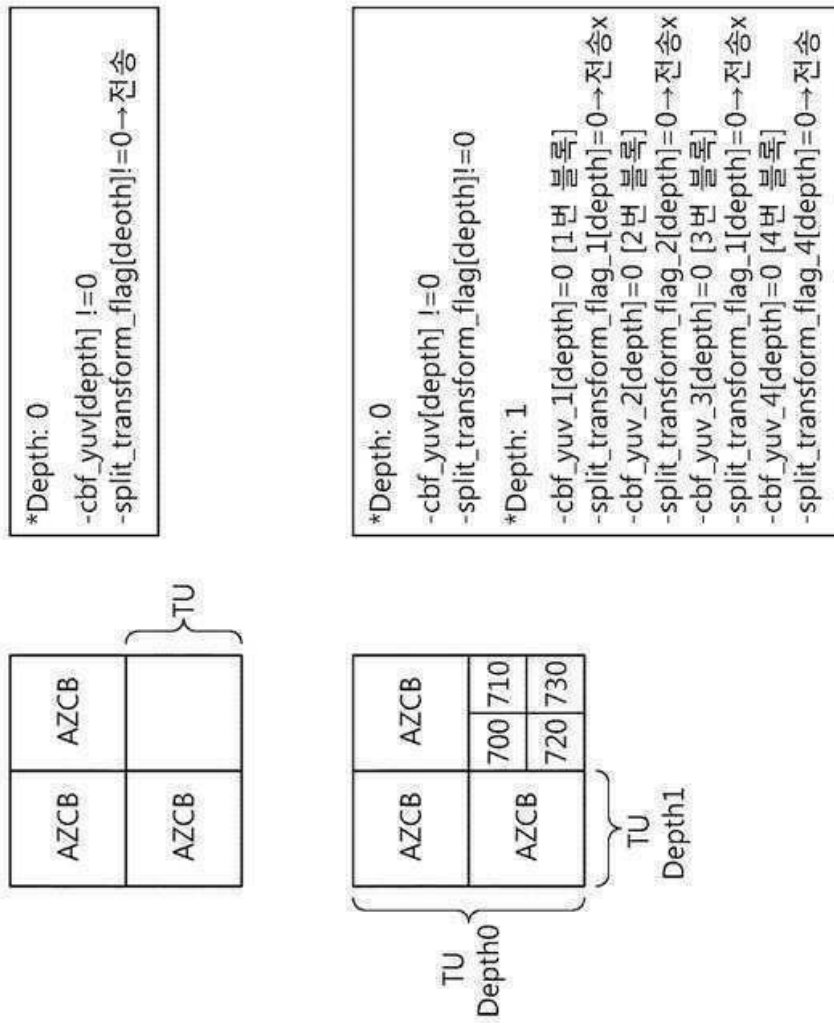 AZCB
AZCB
AZCB
TU
*Depth: 0
-cbf_yuv[depth] !=0
-split_transform_flag[deoth]!=0→전송
TU
Depth0
AZCB
AZCB
AZCB
700 710
720 730
TU
Depth1
*Depth: 0
-cbf_yuv[depth] !=0
-split_transform_flag[depth]!=0
*Depth: 1
-cbf_yuv_1[depth]=0 [1번 블록]
-split_transform_flag_1[depth]=0→전송x
-cbf_yuv_2[depth]=0 [2번 블록]
-split_transform_flag_2[depth]=0→전송x
-cbf_yuv_3[depth]=0 [3번 블록]
-split_transform_flag_1[depth]=0→전송x
-cbf_yuv_4[depth]=0 [4번 블록]
-split_transform_flag_4[depth]=0→전송